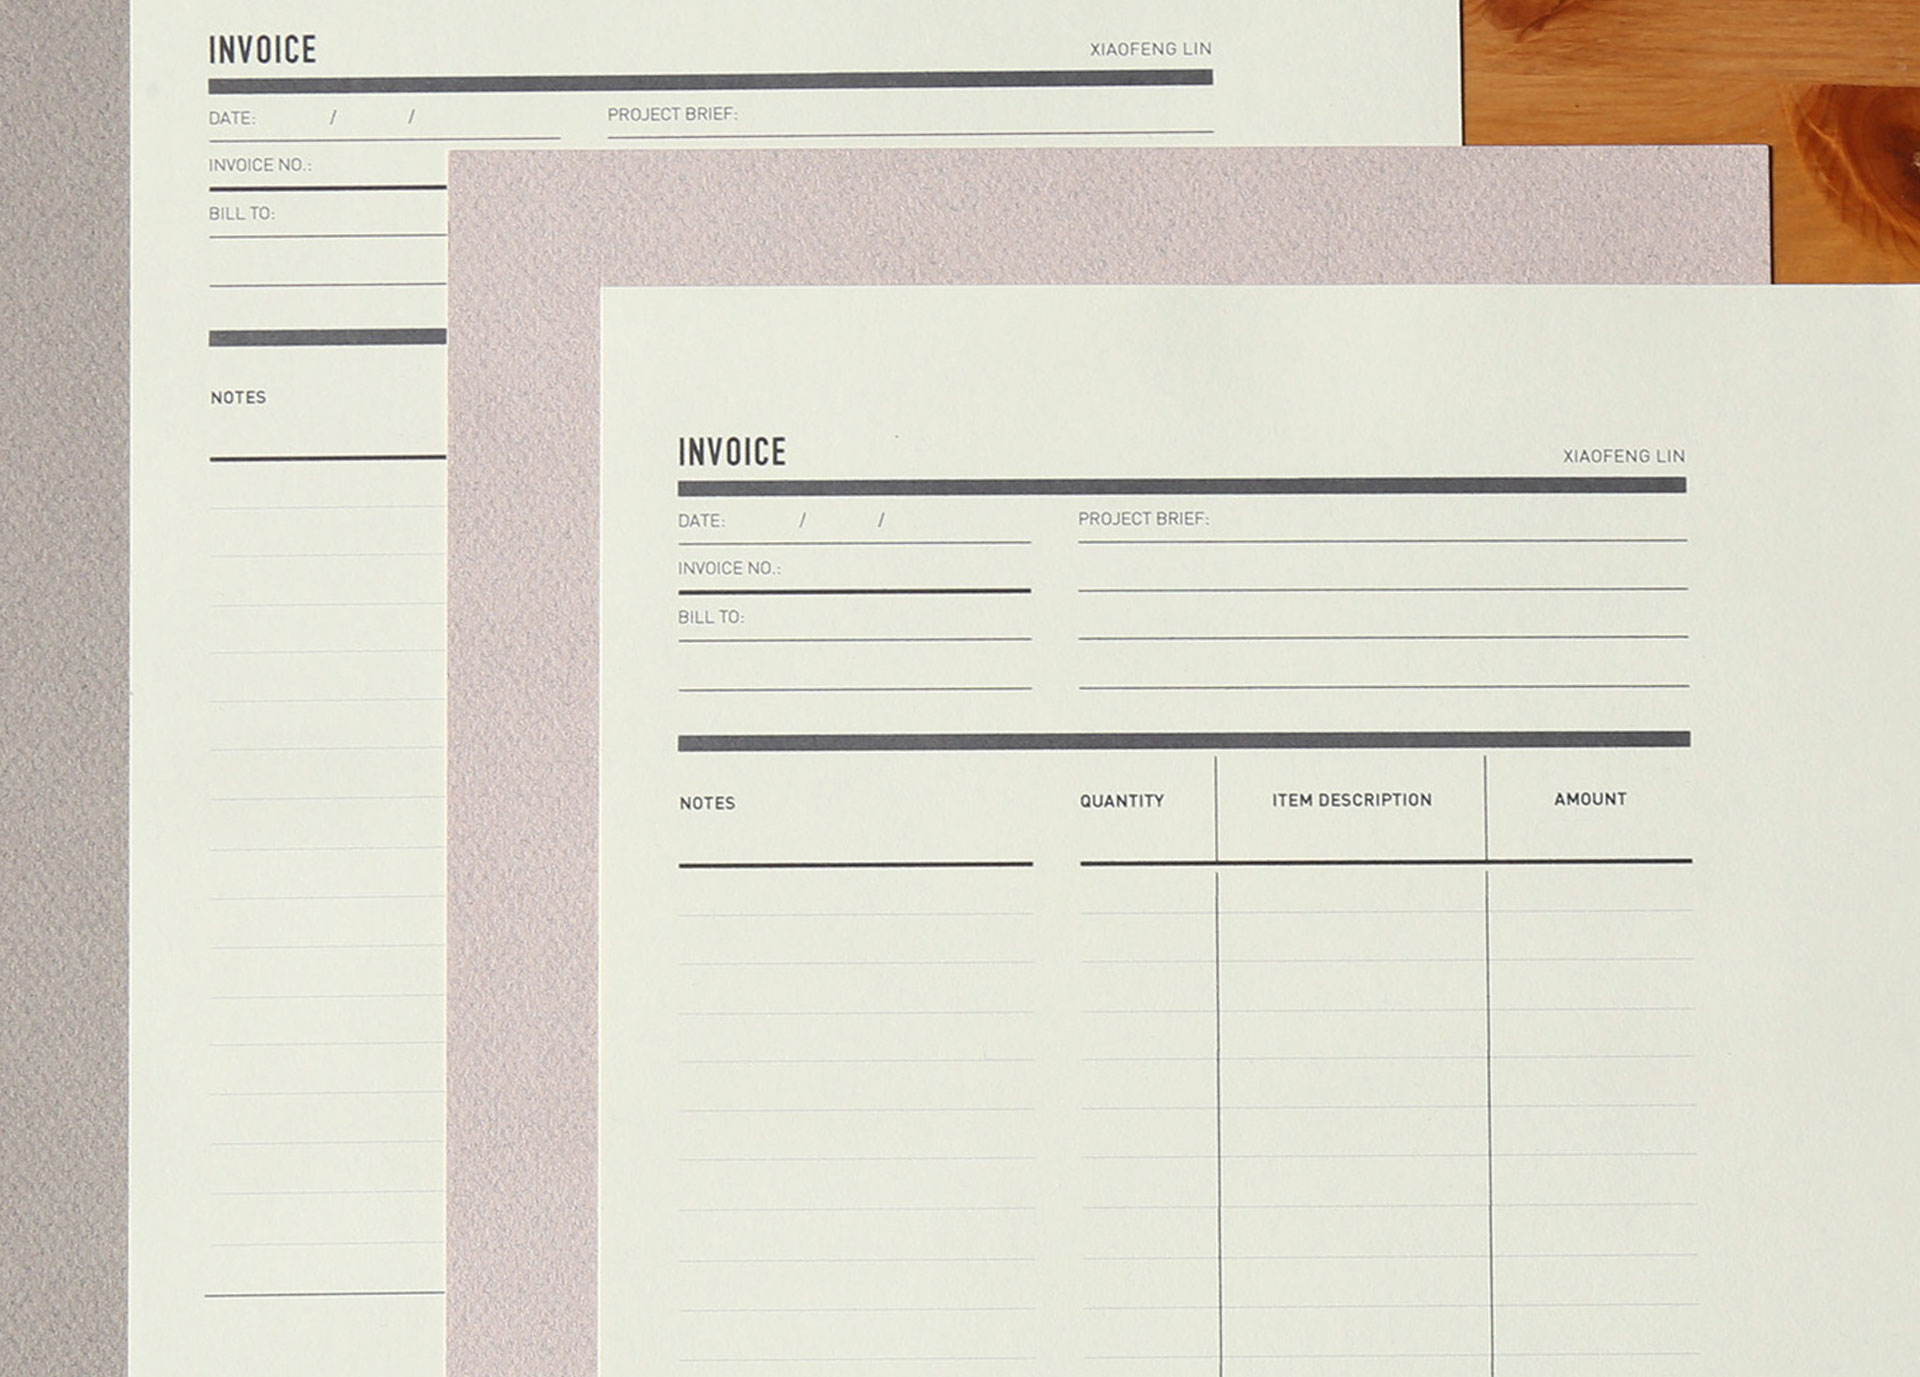 INVOICE XIAOFENG LIN
DATE: / / PROJECT BRIEF:
INVOICE NO.:
BILL TO:
NOTES
INVOICE XIAOFENG LIN
DATE: / / PROJECT BRIEF:
INVOICE NO.:
BILL TO:
NOTES QUANTITY ITEM DESCRIPTION AMOUNT